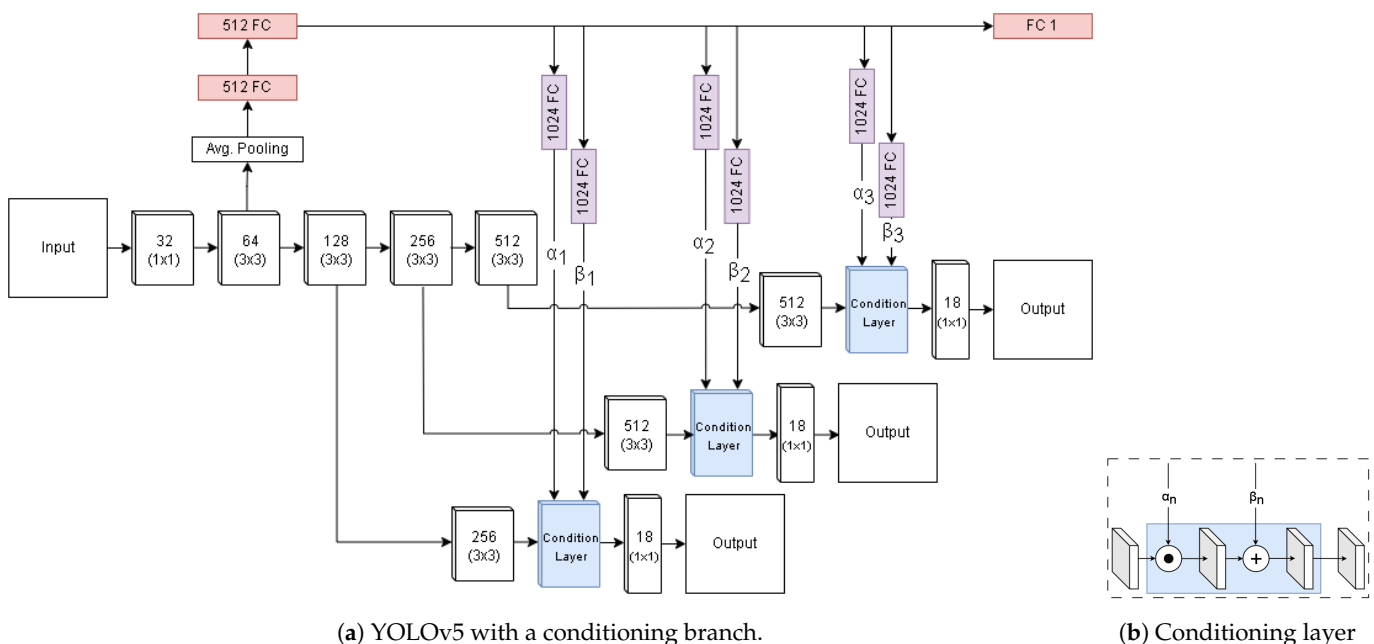 512 FC
FC 1
512 FC
1024 FC
1024 FC
1024 FC
Avg. Pooling
1024 FC
1024 FC
1024 FC
α3
β3
Input
32
(1x1)
64
(3x3)
128
(3x3)
256
(3x3)
512
(3x3)
α1
β1
α2
β2
512
(3x3)
Condition
Layer
18
(1x1)
Output
512
(3x3)
Condition
Layer
18
(1x1)
Output
256
(3x3)
Condition
Layer
18
(1x1)
Output
αn
βn
(a) YOLOv5 with a conditioning branch.
(b) Conditioning layer